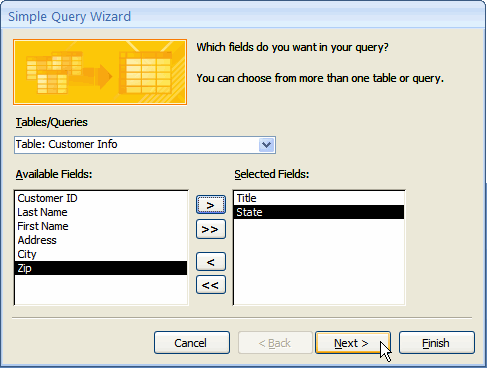 Simple Query Wizard
Which fields do you want in your query?
You can choose from more than one table or query.
Tables/Queries
Table: Customer Info
Available Fields:
Selected Fields:
Customer ID
Last Name
First Name
Address
City
Zip
>
>>
<
<<
Title
State
Cancel
< Back
Next >
Finish